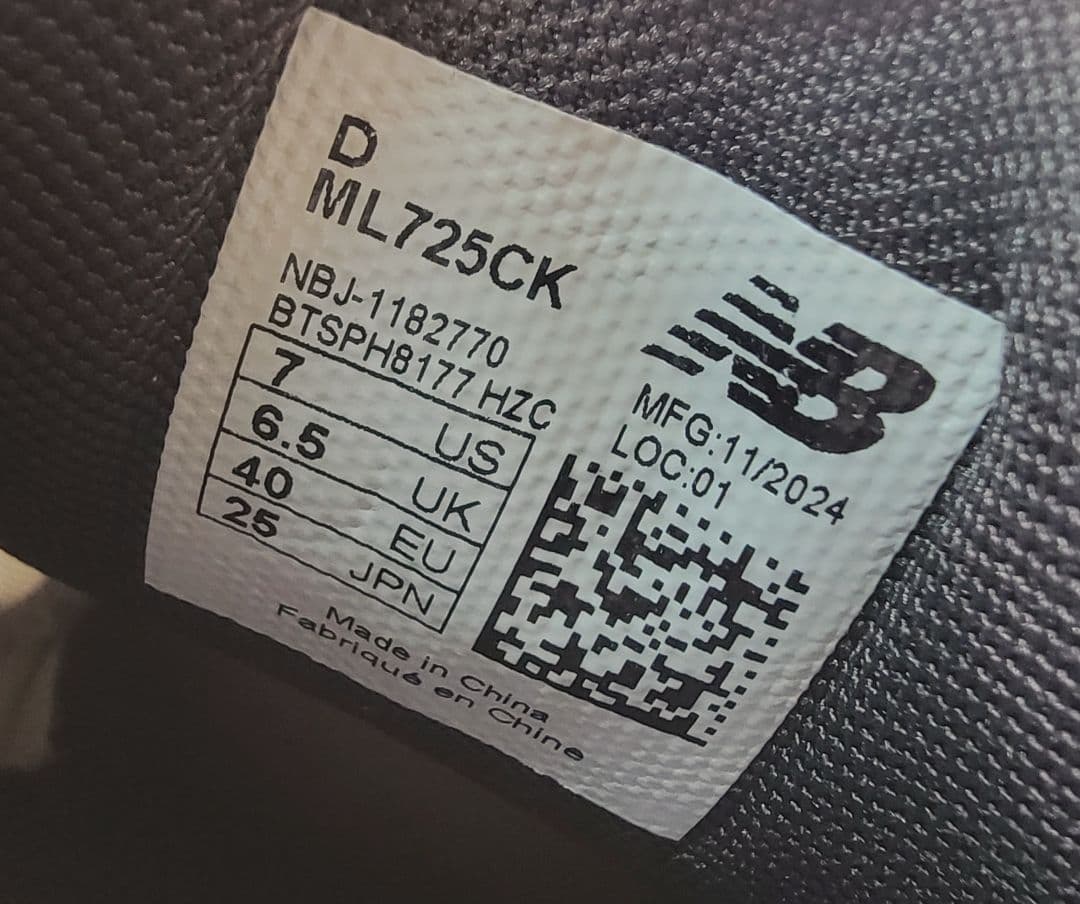 D
ML725CK
NBJ-1182770
BTSPH8177 HZC
7 US
6.5 UK
40 EU
25 JPN
NB
MFG:11/2024
LOC:01
Made in China
Fabriqué en Chine